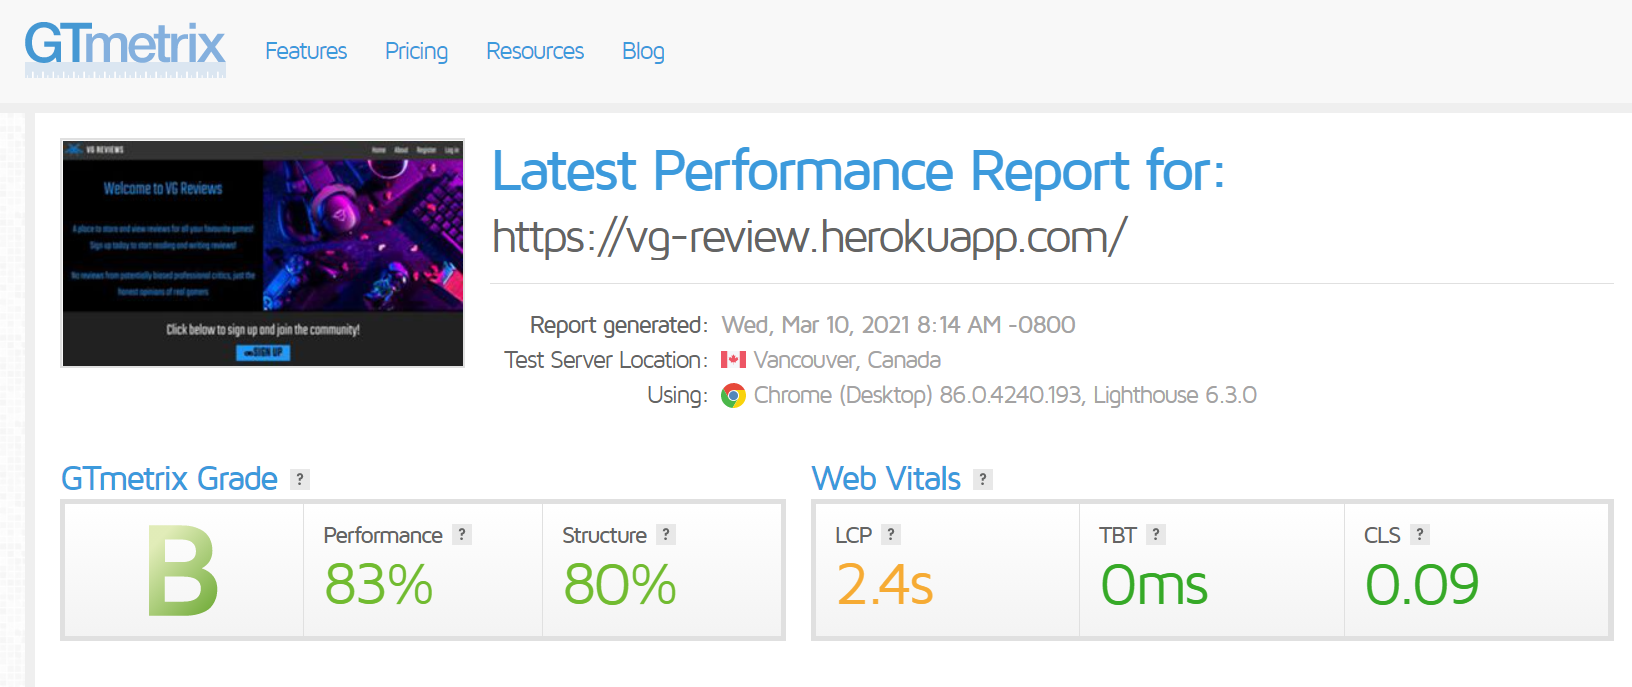 GTmetrix Features Pricing Resources Blog
VG REVIEWS Home About Register Log in
Welcome to VG Reviews
A place to store and view reviews for all your favourite games!
Sign up today to start reading and writing reviews!
No reviews from potentially biased professional critics, just the
honest opinions of real gamers
Click below to sign up and join the community!
SIGN UP
Latest Performance Report for:
https://vg-review.herokuapp.com/
Report generated: Wed, Mar 10, 2021 8:14 AM -0800
Test Server Location: Vancouver, Canada
Using: Chrome (Desktop) 86.0.4240.193, Lighthouse 6.3.0
GTmetrix Grade ?
B
Performance ?
83%
Structure ?
80%
Web Vitals ?
LCP ?
2.4s
TBT ?
0ms
CLS ?
0.09